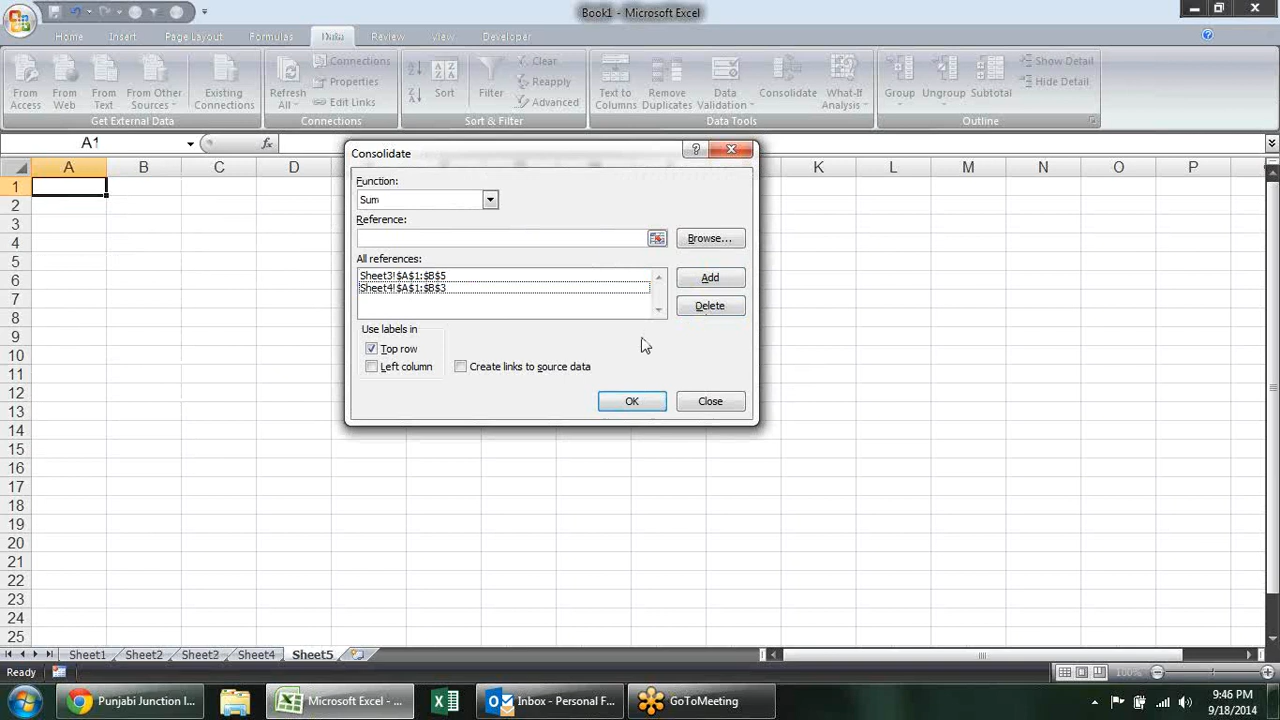 Book1 - Microsoft Excel
Home Insert Page Layout Formulas Data Review View Developer
From Access
From Web
From Text
From Other Sources
Existing Connections
Get External Data
Refresh All
Connections
Properties
Edit Links
Connections
Sort
Filter
Clear
Reapply
Advanced
Sort & Filter
Text to Columns
Remove Duplicates
Data Validation
Consolidate
What-If Analysis
Data Tools
Group
Ungroup
Subtotal
Show Detail
Hide Detail
Outline
A1
fx
A B C D K L M N O P
1
2
3
4
5
6
7
8
9
10
11
12
13
14
15
16
17
18
19
20
21
22
23
24
25
Consolidate
Function:
Sum
Reference:
Browse...
All references:
Sheet3!$A$1:$B$5
Sheet4!$A$1:$B$3
Add
Delete
Use labels in
Top row
Left column
Create links to source data
OK
Close
Sheet1 Sheet2 Sheet3 Sheet4 Sheet5
Ready
100%
Punjabi Junction I...
Microsoft Excel - ...
Inbox - Personal F...
GoToMeeting
9:46 PM
9/18/2014